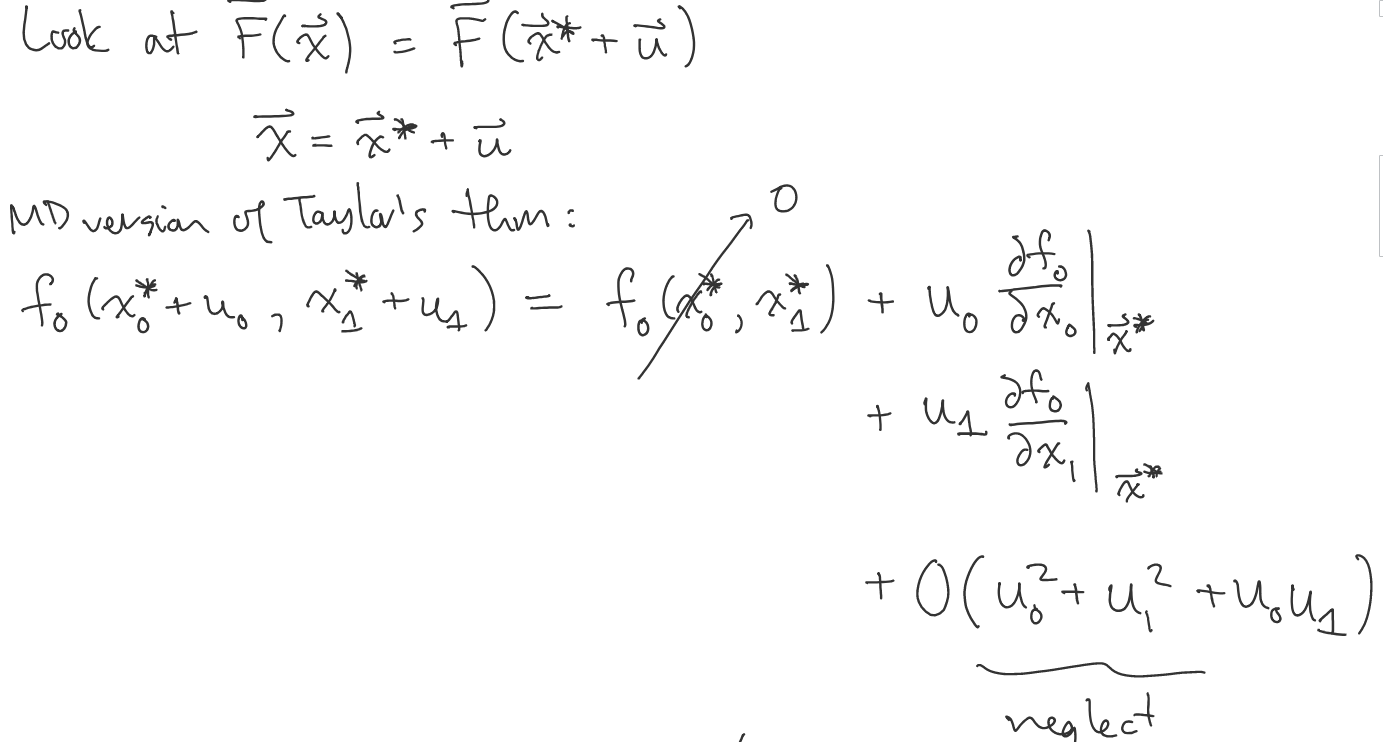 Look at F⃗(x⃗) = F⃗(x⃗* + u⃗)
x⃗ = x⃗* + u⃗
MD version of Taylor's thm:
0
f₀(x₀* + u₀, x₁* + u₁) = f₀(x₀*, x₁*) + u₀ ∂f₀/∂x₀ |x⃗*
+ u₁ ∂f₀/∂x₁ |x⃗*
+ O(u₀² + u₁² + u₀u₁)
neglect